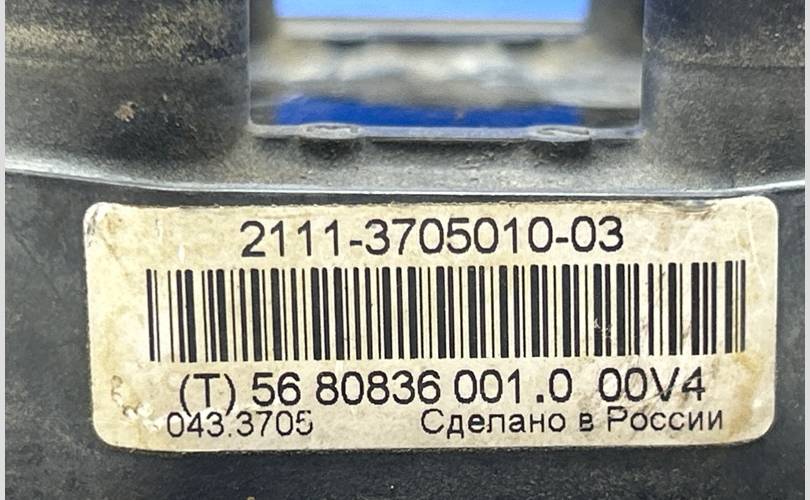 2111-3705010-03
(T) 56 80836 001.0 00V4
043.3705 Сделано в России